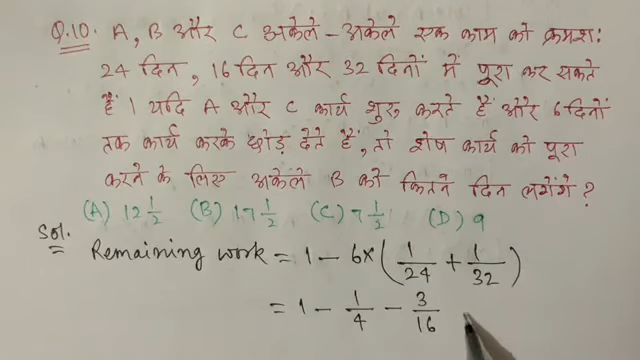 Q.10. A, B और C अकेले-अकेले एक काम को क्रमशः
24 दिन, 16 दिन और 32 दिनों में पूरा कर सकते
हैं। यदि A और C कार्य शुरू करते हैं और 6 दिनों
तक कार्य करके छोड़ देते हैं, तो शेष कार्य को पूरा
करने के लिए अकेले B को कितने दिन लगेंगे?
(A) 12 1/2 (B) 17 1/2 (C) 7 1/2 (D) 9
Sol. Remaining work = 1 - 6×(1/24 + 1/32)
= 1 - 1/4 - 3/16